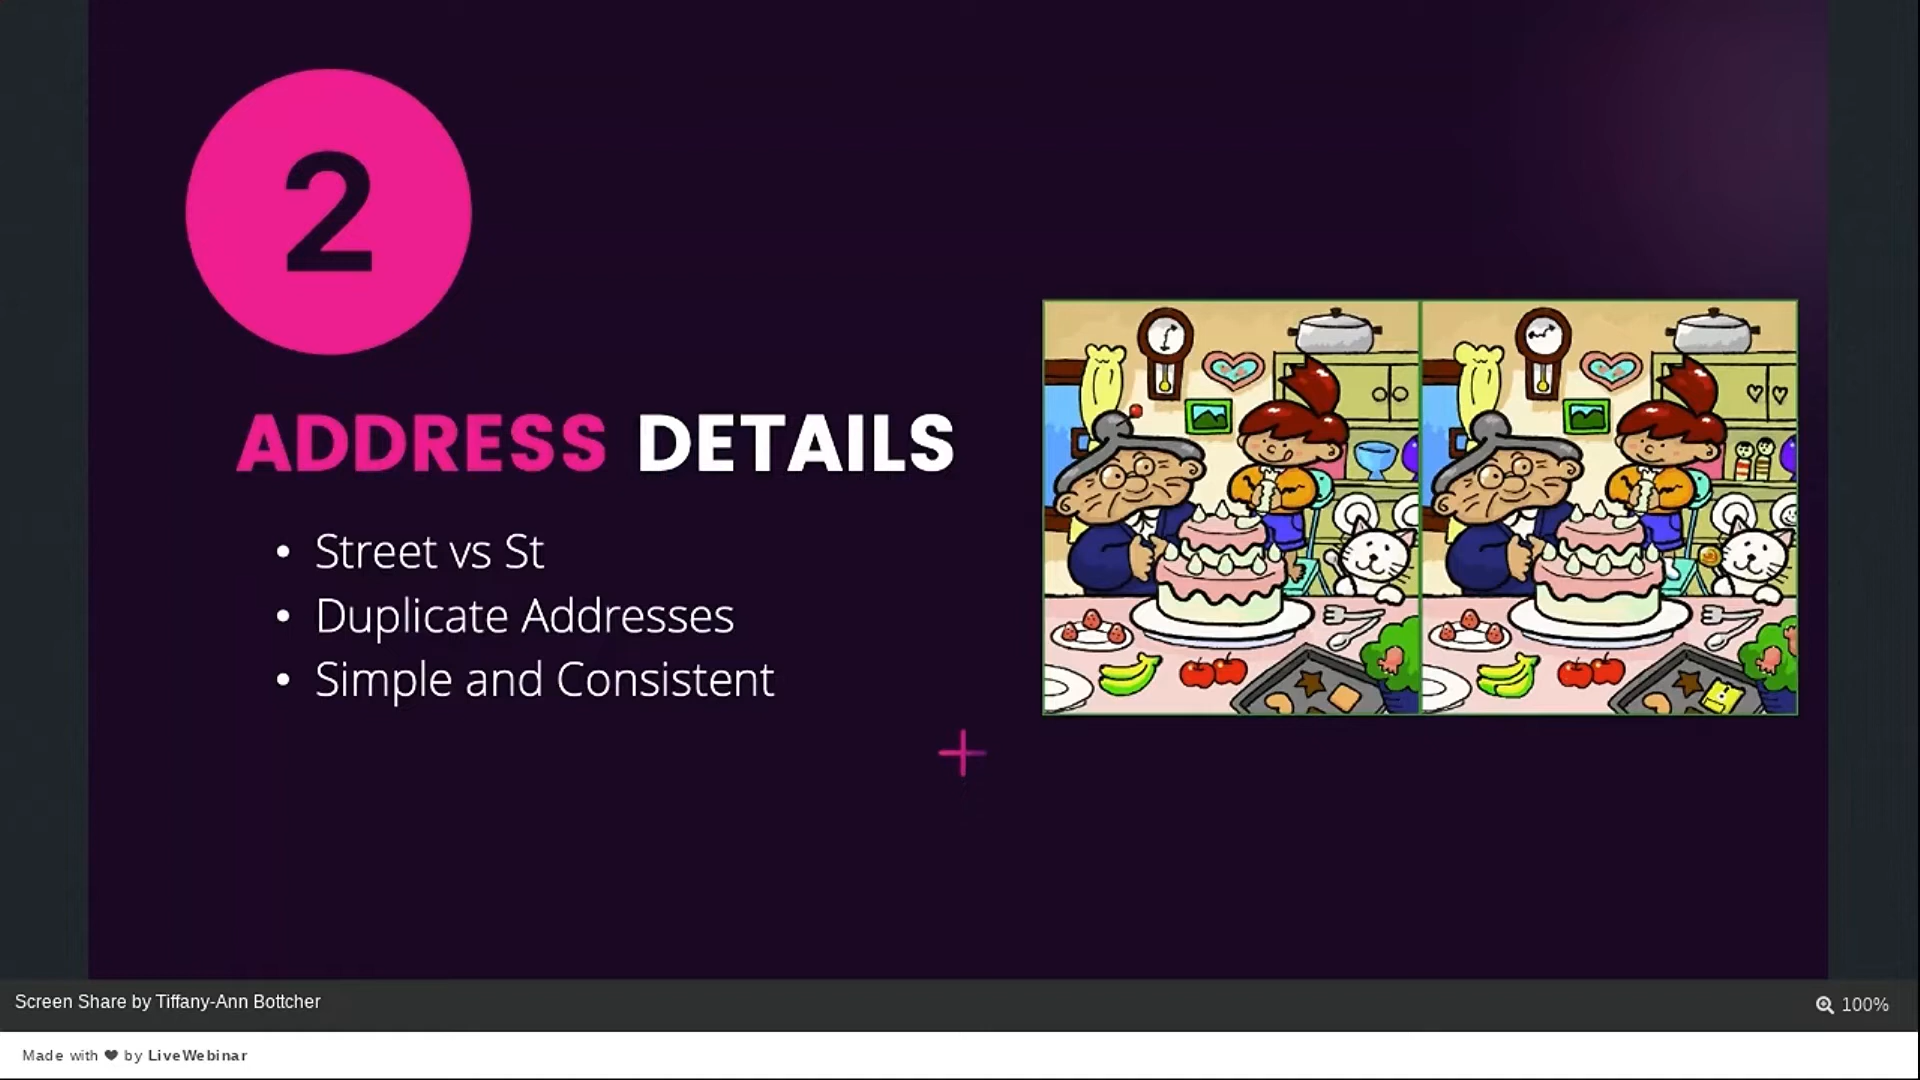 2
ADDRESS DETAILS
• Street vs St
• Duplicate Addresses
• Simple and Consistent
Screen Share by Tiffany-Ann Bottcher
100%
Made with ❤ by LiveWebinar